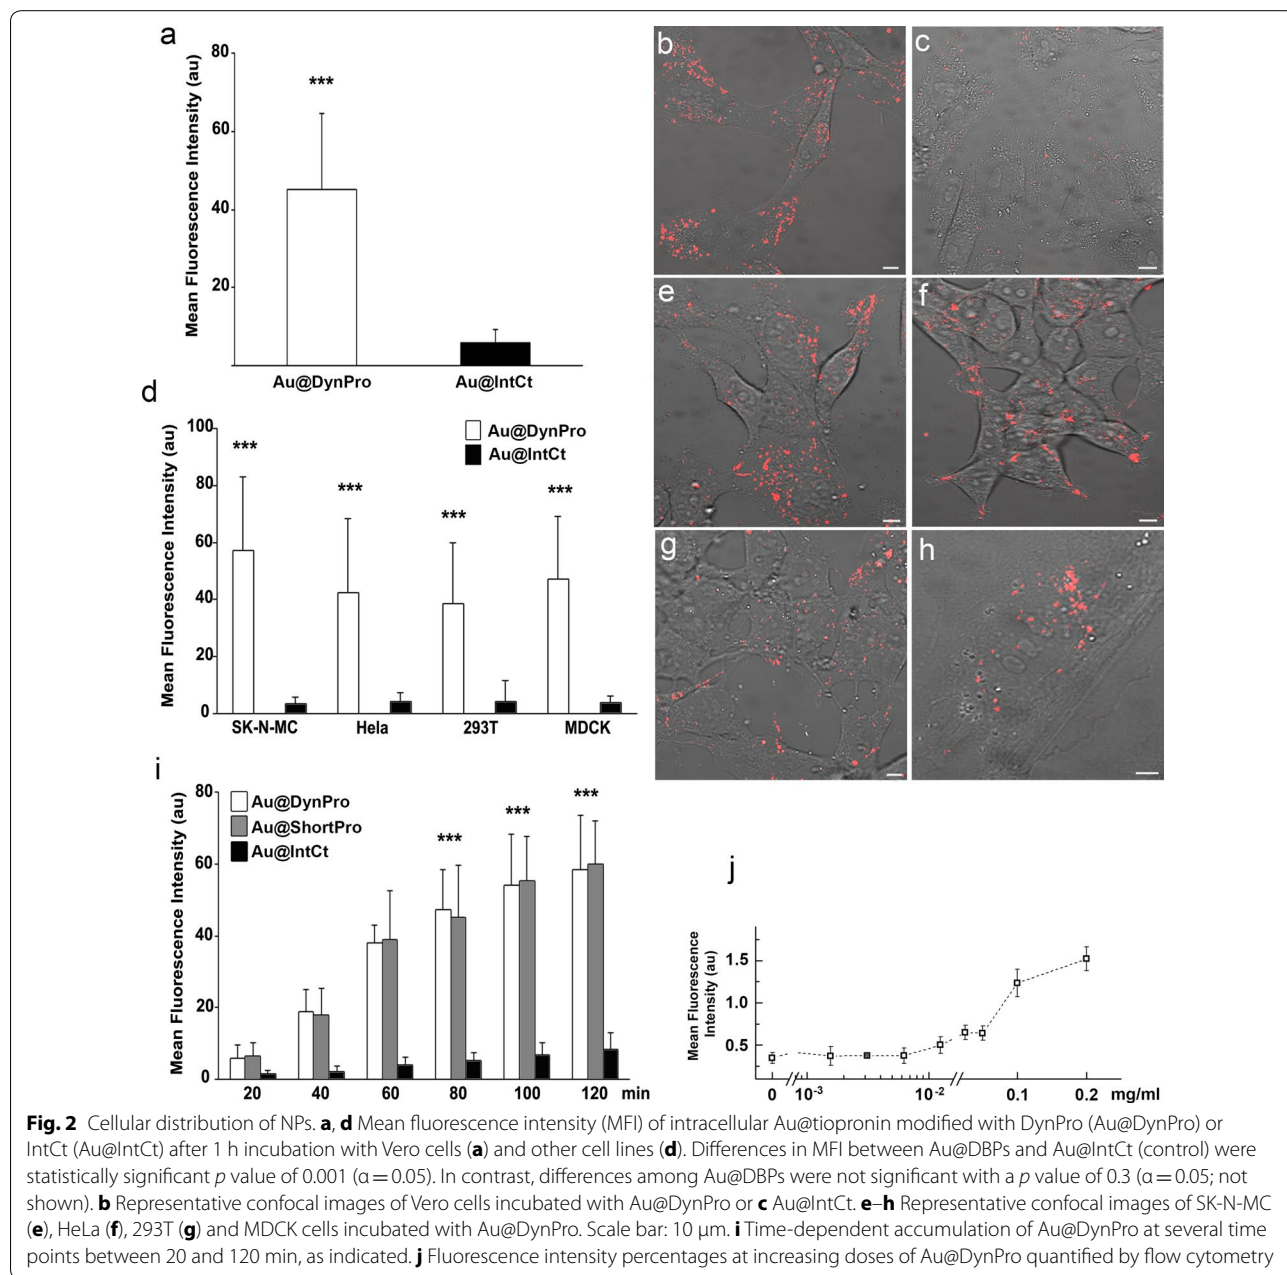 a
Mean Fluorescence Intensity (au)
80
60
40
20
***
Au@DynPro
Au@IntCt
b
c
d
Mean Fluorescence Intensity (au)
100
80
60
40
20
0
Au@DynPro
Au@IntCt
***
***
***
***
SK-N-MC
Hela
293T
MDCK
e
f
g
h
i
Mean Fluorescence Intensity (au)
80
60
40
20
0
Au@DynPro
Au@ShortPro
Au@IntCt
***
***
***
20
40
60
80
100
120
min
j
Mean Fluorescence
Intensity (au)
1.5
1.0
0.5
0
10-3
10-2
0.1
0.2
mg/ml
Fig. 2 Cellular distribution of NPs. a, d Mean fluorescence intensity (MFI) of intracellular Au@tiopronin modified with DynPro (Au@DynPro) or
IntCt (Au@IntCt) after 1 h incubation with Vero cells (a) and other cell lines (d). Differences in MFI between Au@DBPs and Au@IntCt (control) were
statistically significant p value of 0.001 (α = 0.05). In contrast, differences among Au@DBPs were not significant with a p value of 0.3 (α = 0.05; not
shown). b Representative confocal images of Vero cells incubated with Au@DynPro or c Au@IntCt. e–h Representative confocal images of SK-N-MC
(e), HeLa (f), 293T (g) and MDCK cells incubated with Au@DynPro. Scale bar: 10 μm. i Time-dependent accumulation of Au@DynPro at several time
points between 20 and 120 min, as indicated. j Fluorescence intensity percentages at increasing doses of Au@DynPro quantified by flow cytometry